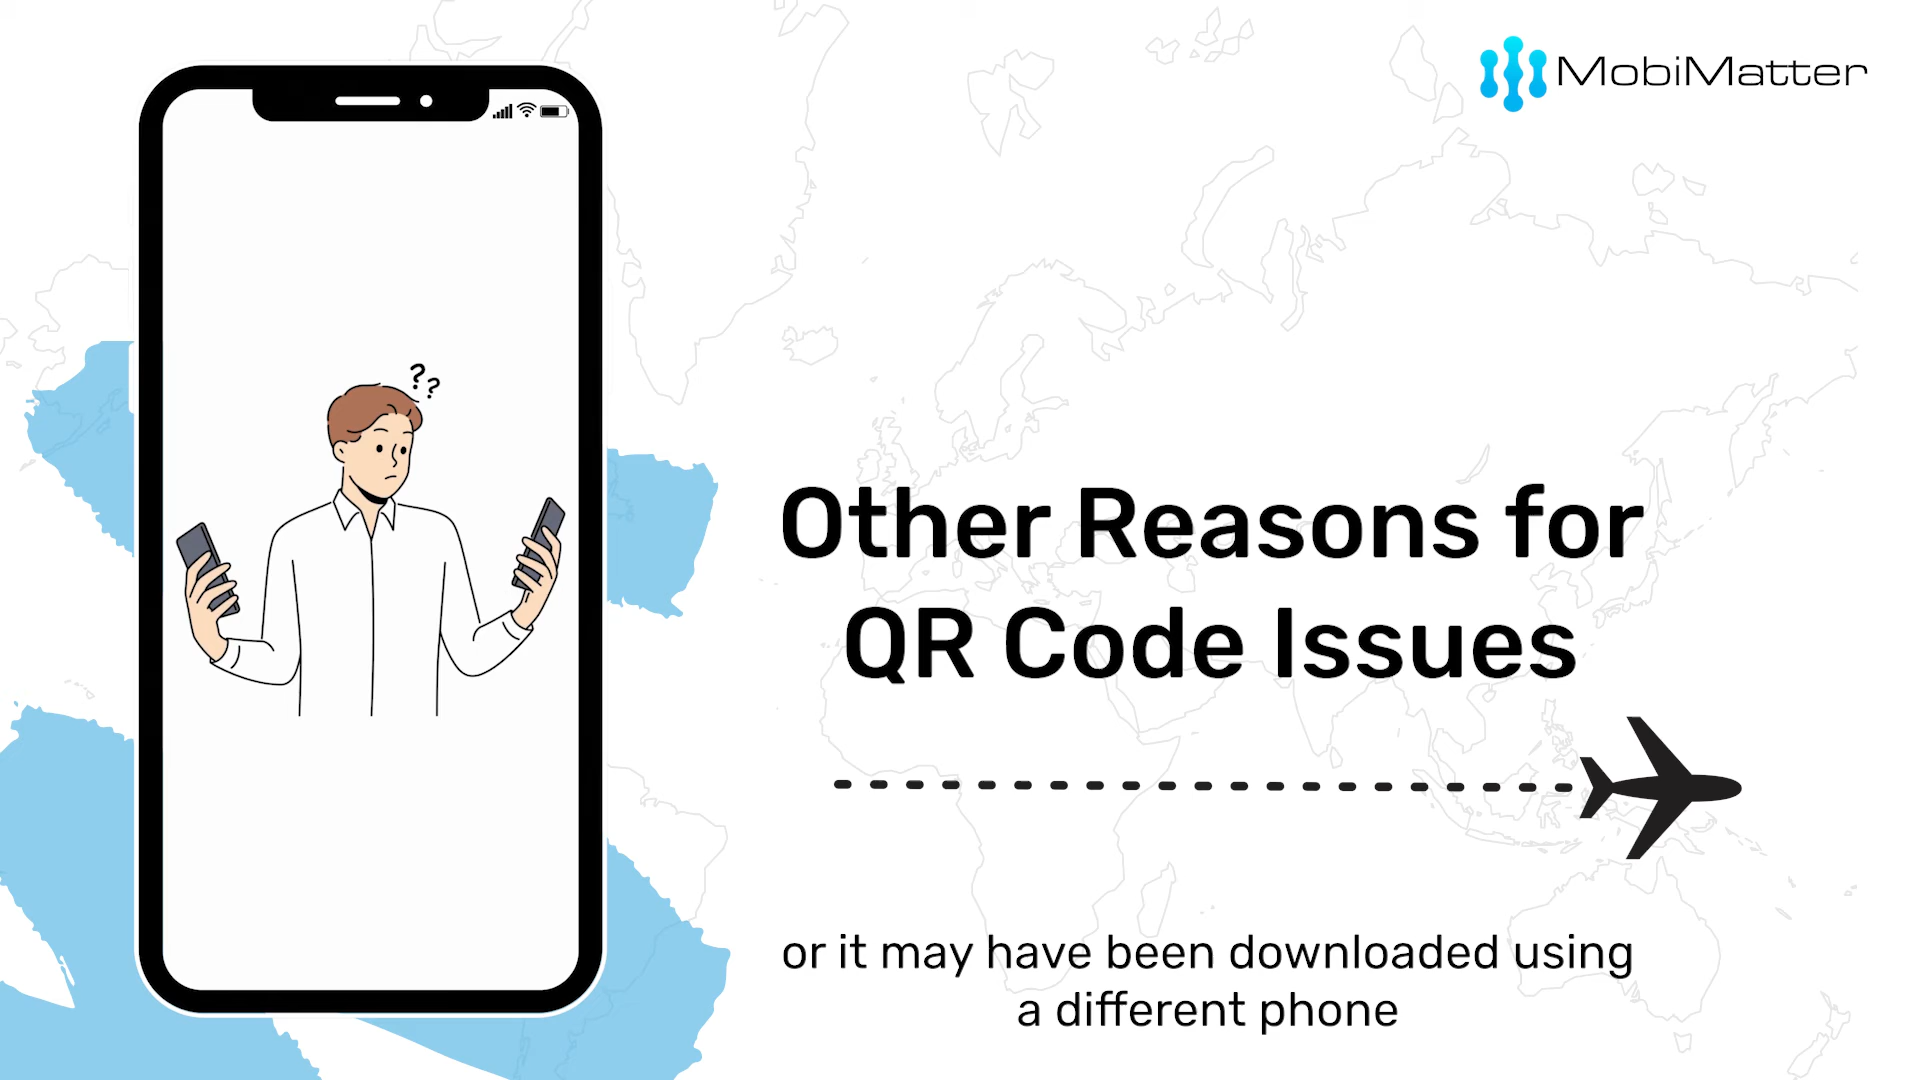 MobiMatter
??
Other Reasons for
QR Code Issues
or it may have been downloaded using
a different phone